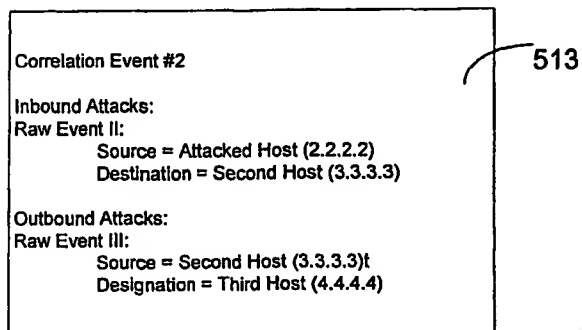 Correlation Event #2
513
Inbound Attacks:
Raw Event II:
Source = Attacked Host (2.2.2.2)
Destination = Second Host (3.3.3.3)
Outbound Attacks:
Raw Event III:
Source = Second Host (3.3.3.3)t
Designation = Third Host (4.4.4.4)